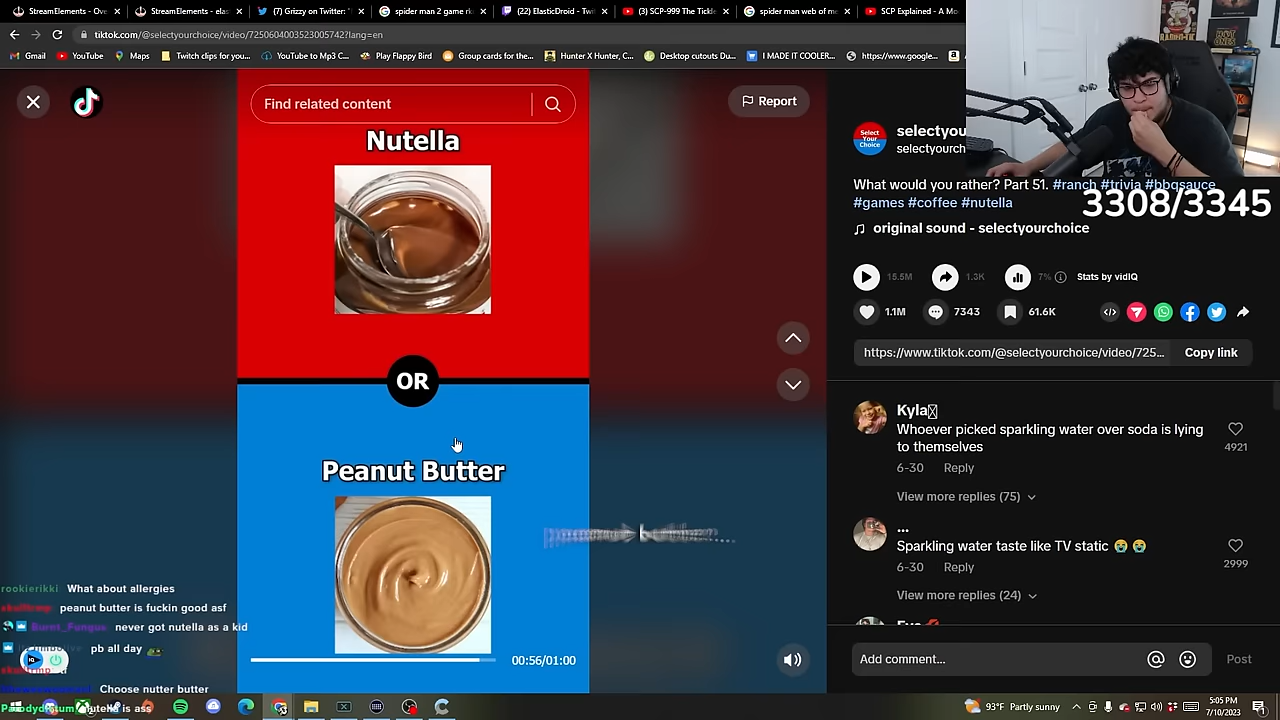 StreamElements - Ove
StreamElements - elas
(7) Grizzy on Twitter: "
spider man 2 game ri
(22) ElasticDroid - Twi
(3) SCP-999 The Tickle
spider man web of me
SCP Explained - A Mo
tiktok.com/@selectyourchoice/video/7250604003523005742?lang=en
Gmail
YouTube
Maps
Twitch clips for you...
YouTube to Mp3 C...
Play Flappy Bird
Group cards for the...
Hunter X Hunter, C...
Desktop cutouts Du...
I MADE IT COOLER...
https://www.google...
Find related content
Report
Nutella
OR
Peanut Butter
00:56/01:00
Select
Your
Choice
selectyou
selectyourch
What would you rather? Part 51. #ranch #trivia #bbqsauce
#games #coffee #nutella
3308/3345
original sound - selectyourchoice
15.5M
1.3K
7%
Stats by vidIQ
1.1M
7343
61.6K
https://www.tiktok.com/@selectyourchoice/video/725...
Copy link
Kyla
Whoever picked sparkling water over soda is lying
to themselves
4921
6-30 Reply
View more replies (75)
...
Sparkling water taste like TV static
2999
6-30 Reply
View more replies (24)
Add comment...
Post
rookierikki What about allergies
peanut butter is fuckin good asf
Burnt_Fungus never got nutella as a kid
pb all day
Choose nutter butter
93°F Partly sunny
5:05 PM
7/10/2023